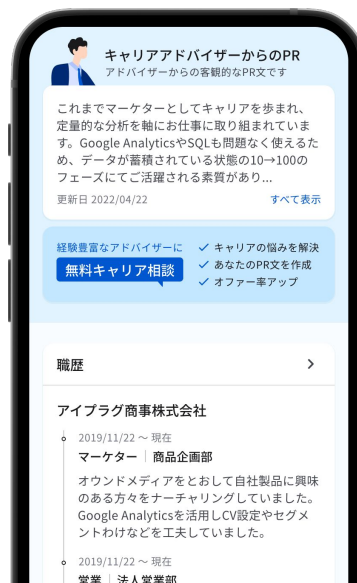 キャリアアドバイザーからのPR
アドバイザーからの客観的なPR文です
これまでマーケターとしてキャリアを歩まれ、
定量的な分析を軸にお仕事に取り組まれていま
す。Google AnalyticsやSQLも問題なく使えるた
め、データが蓄積されている状態の10→100の
フェーズにてご活躍される素質があり...
更新日 2022/04/22 すべて表示
経験豊富なアドバイザーに
無料キャリア相談
✓ キャリアの悩みを解決
✓ あなたのPR文を作成
✓ オファー率アップ
職歴
アイプラグ商事株式会社
2019/11/22 〜 現在
マーケター｜商品企画部
オウンドメディアをとおして自社製品に興味
のある方々をナーチャリングしていました。
Google Analyticsを活用しCV設定やセグメ
ントわけなどを工夫していました。
2019/11/22 〜 現在
営業｜法人営業部